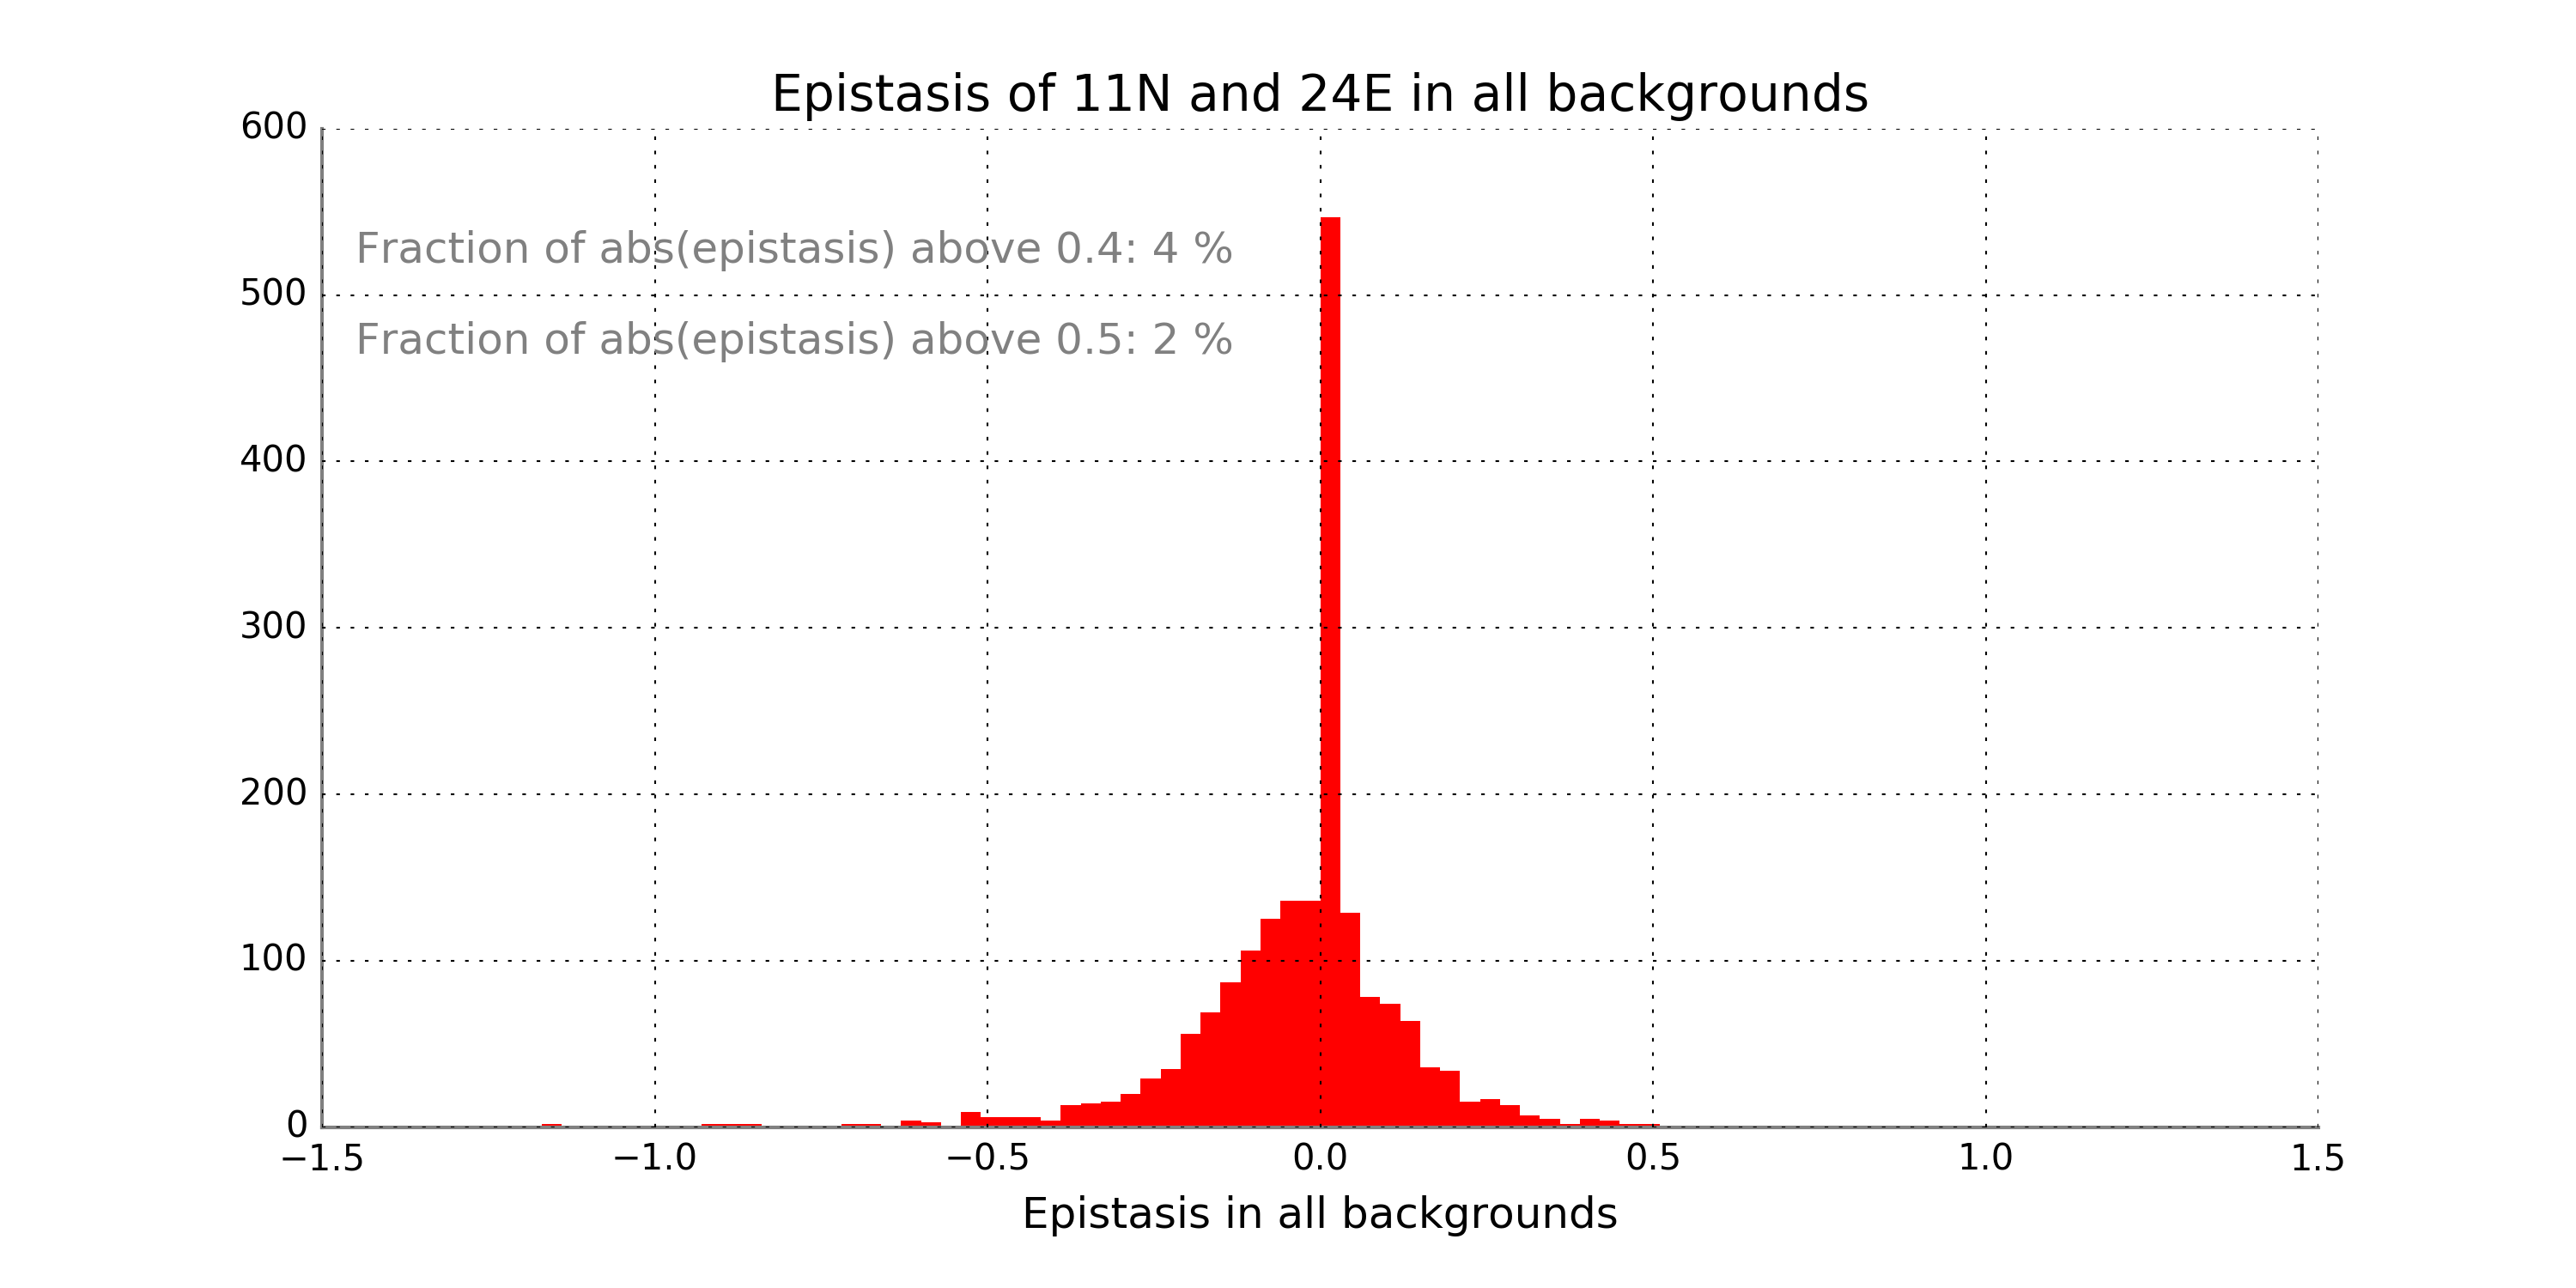 Epistasis of 11N and 24E in all backgrounds
600
Fraction of abs(epistasis) above 0.4: 4 %
500
Fraction of abs(epistasis) above 0.5: 2 %
400
300
200
100
0
−1.5 −1.0 −0.5 0.0 0.5 1.0 1.5
Epistasis in all backgrounds